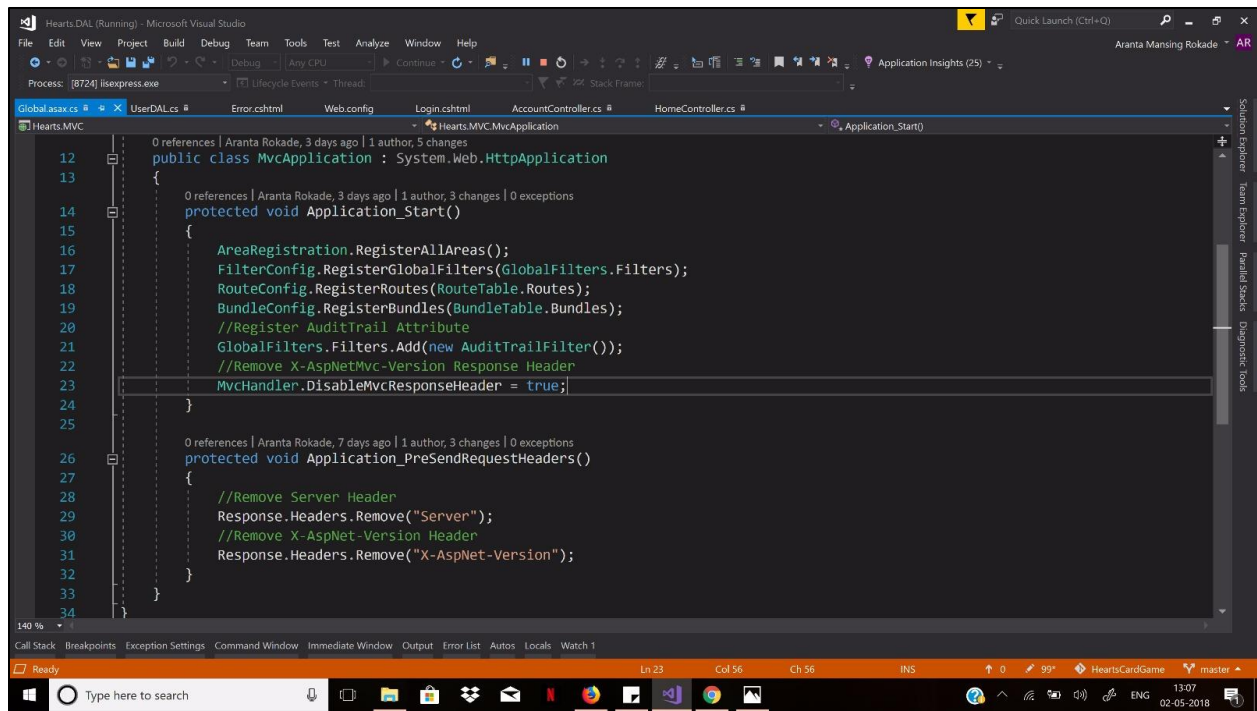 Hearts.DAL (Running) - Microsoft Visual Studio
Quick Launch (Ctrl+Q)
File Edit View Project Build Debug Team Tools Test Analyze Window Help
Aranta Mansing Rokade AR
Debug Any CPU Continue Application Insights (25)
Process: [8724] iisexpress.exe Lifecycle Events Thread: Stack Frame:
Global.asax.cs UserDAL.cs Error.cshtml Web.config Login.cshtml AccountController.cs HomeController.cs
Hearts.MVC Hearts.MVC.MvcApplication Application_Start()
0 references | Aranta Rokade, 3 days ago | 1 author, 5 changes
12 public class MvcApplication : System.Web.HttpApplication
13 {
0 references | Aranta Rokade, 3 days ago | 1 author, 3 changes | 0 exceptions
14 protected void Application_Start()
15 {
16 AreaRegistration.RegisterAllAreas();
17 FilterConfig.RegisterGlobalFilters(GlobalFilters.Filters);
18 RouteConfig.RegisterRoutes(RouteTable.Routes);
19 BundleConfig.RegisterBundles(BundleTable.Bundles);
20 //Register AuditTrail Attribute
21 GlobalFilters.Filters.Add(new AuditTrailFilter());
22 //Remove X-AspNetMvc-Version Response Header
23 MvcHandler.DisableMvcResponseHeader = true;
24 }
25
0 references | Aranta Rokade, 7 days ago | 1 author, 3 changes | 0 exceptions
26 protected void Application_PreSendRequestHeaders()
27 {
28 //Remove Server Header
29 Response.Headers.Remove("Server");
30 //Remove X-AspNet-Version Header
31 Response.Headers.Remove("X-AspNet-Version");
32 }
33 }
34 }
140 %
Solution Explorer
Team Explorer
Parallel Stacks
Diagnostic Tools
Call Stack Breakpoints Exception Settings Command Window Immediate Window Output Error List Autos Locals Watch 1
Ready Ln 23 Col 56 Ch 56 INS 0 99* HeartsCardGame master
Type here to search
ENG
13:07
02-05-2018